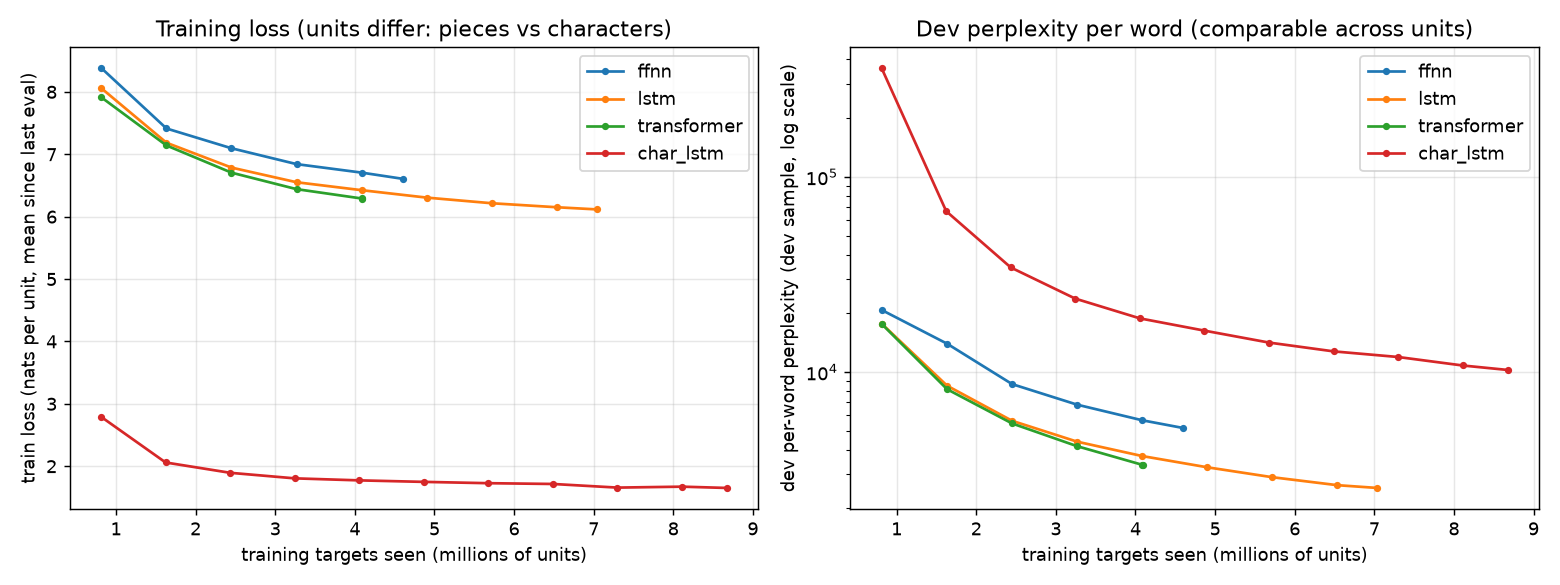 Training loss (units differ: pieces vs characters)
train loss (nats per unit, mean since last eval)
8
7
6
5
4
3
2
ffnn
lstm
transformer
char_lstm
1 2 3 4 5 6 7 8 9
training targets seen (millions of units)
Dev perplexity per word (comparable across units)
dev per-word perplexity (dev sample, log scale)
10^5
10^4
ffnn
lstm
transformer
char_lstm
1 2 3 4 5 6 7 8 9
training targets seen (millions of units)